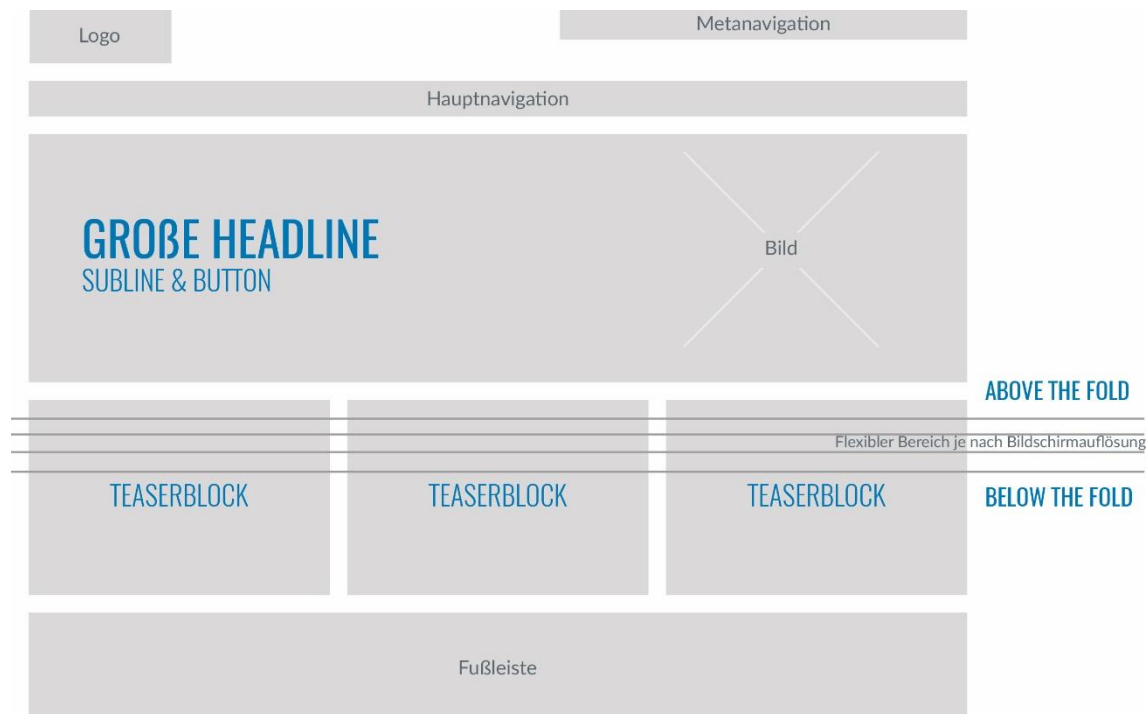 Logo
Metanavigation
Hauptnavigation
GROßE HEADLINE
SUBLINE & BUTTON
Bild
ABOVE THE FOLD
Flexibler Bereich je nach Bildschirmauflösung
TEASERBLOCK
TEASERBLOCK
TEASERBLOCK
BELOW THE FOLD
Fußleiste